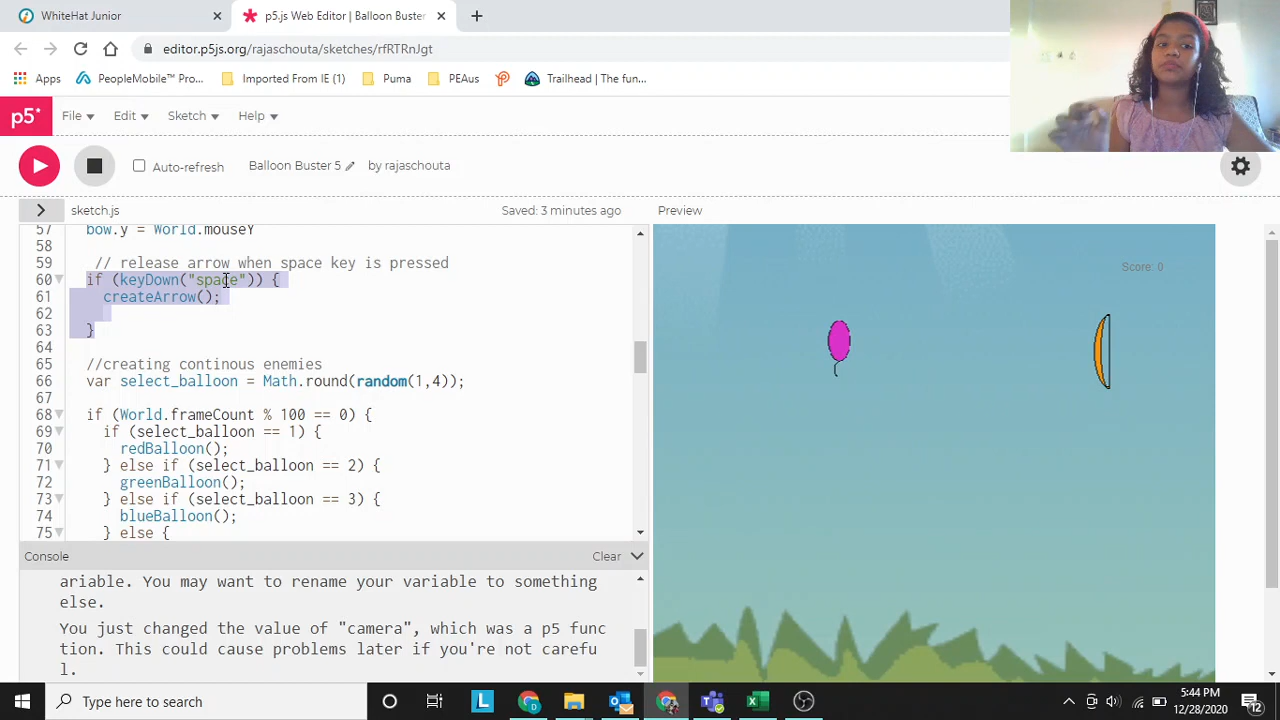 WhiteHat Junior
p5.js Web Editor | Balloon Buster
editor.p5js.org/rajaschouta/sketches/rfRTRnJgt
Apps
PeopleMobile™ Pro...
Imported From IE (1)
Puma
PEAus
Trailhead | The fun...
p5*
File
Edit
Sketch
Help
Auto-refresh
Balloon Buster 5
by rajaschouta
sketch.js
Saved: 3 minutes ago
Preview
57 bow.y = World.mouseY
58
59 // release arrow when space key is pressed
60 if (keyDown("space")) {
61 createArrow();
62
63 }
64
65 //creating continous enemies
66 var select_balloon = Math.round(random(1,4));
67
68 if (World.frameCount % 100 == 0) {
69 if (select_balloon == 1) {
70 redBalloon();
71 } else if (select_balloon == 2) {
72 greenBalloon();
73 } else if (select_balloon == 3) {
74 blueBalloon();
75 } else {
Score: 0
Console
Clear
ariable. You may want to rename your variable to something
else.
You just changed the value of "camera", which was a p5 func
tion. This could cause problems later if you're not carefu
l.
Type here to search
5:44 PM
12/28/2020
12